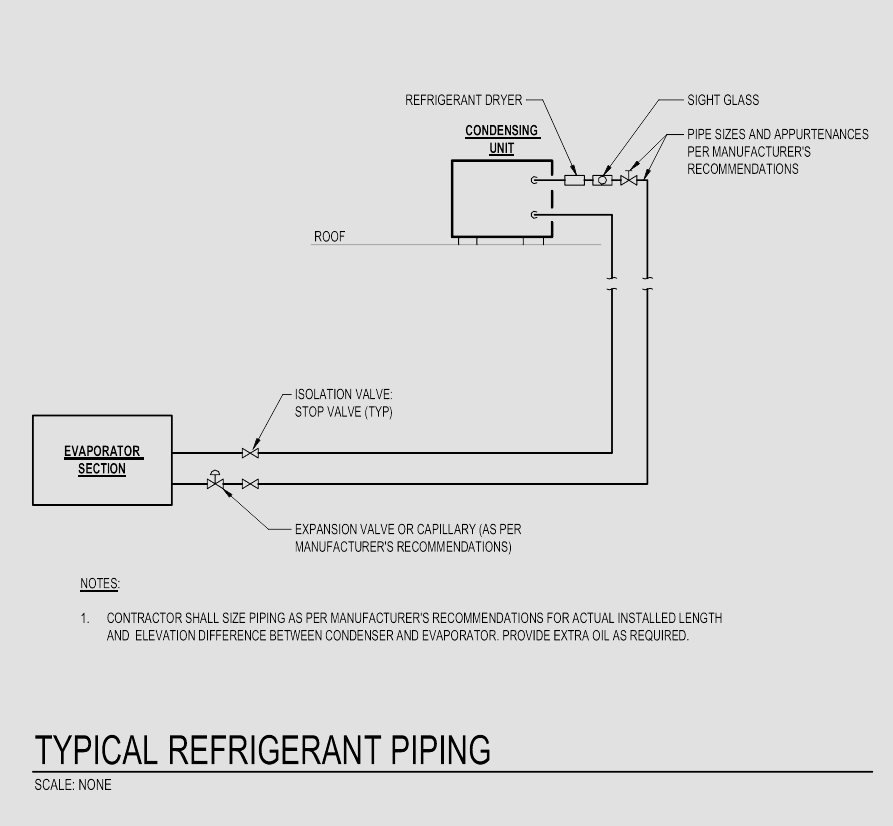 REFRIGERANT DRYER
SIGHT GLASS
CONDENSING
UNIT
PIPE SIZES AND APPURTENANCES
PER MANUFACTURER'S
RECOMMENDATIONS
ROOF
ISOLATION VALVE:
STOP VALVE (TYP)
EVAPORATOR
SECTION
EXPANSION VALVE OR CAPILLARY (AS PER
MANUFACTURER'S RECOMMENDATIONS)
NOTES:
1. CONTRACTOR SHALL SIZE PIPING AS PER MANUFACTURER'S RECOMMENDATIONS FOR ACTUAL INSTALLED LENGTH
AND ELEVATION DIFFERENCE BETWEEN CONDENSER AND EVAPORATOR. PROVIDE EXTRA OIL AS REQUIRED.
TYPICAL REFRIGERANT PIPING
SCALE: NONE